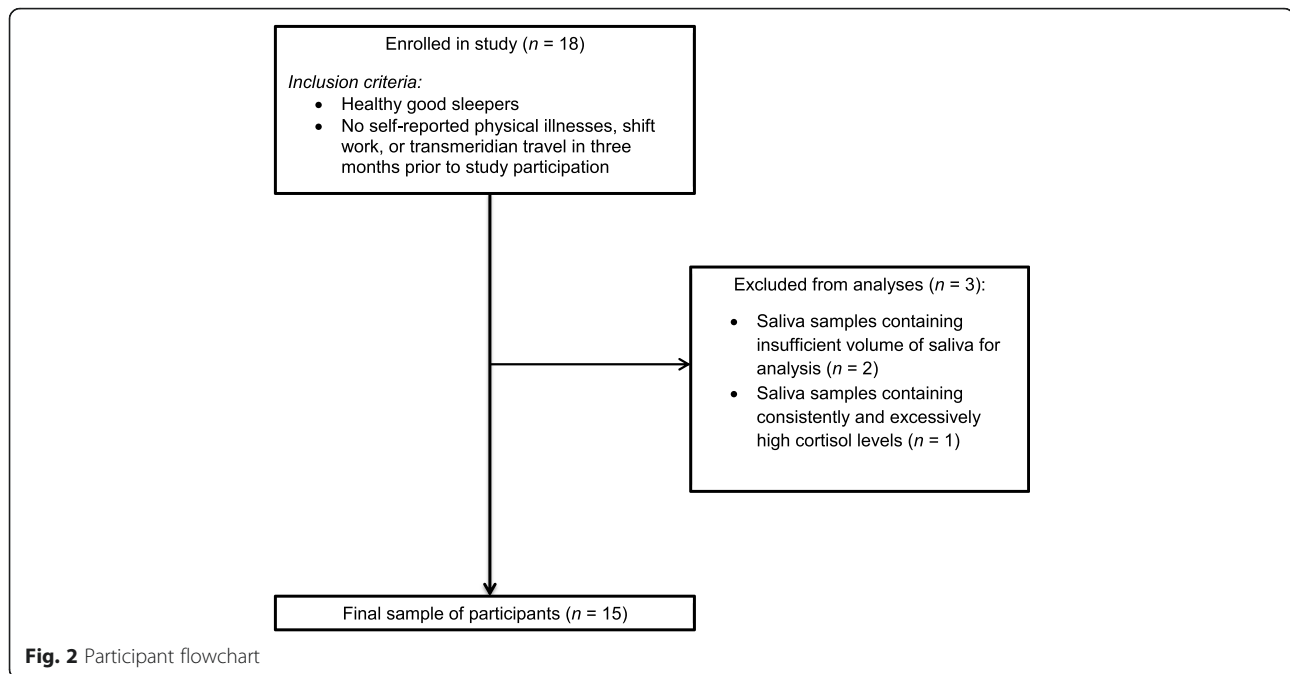 Enrolled in study (n = 18)
Inclusion criteria:
• Healthy good sleepers
• No self-reported physical illnesses, shift
work, or transmeridian travel in three
months prior to study participation
Excluded from analyses (n = 3):
• Saliva samples containing
insufficient volume of saliva for
analysis (n = 2)
• Saliva samples containing
consistently and excessively
high cortisol levels (n = 1)
Final sample of participants (n = 15)
Fig. 2 Participant flowchart